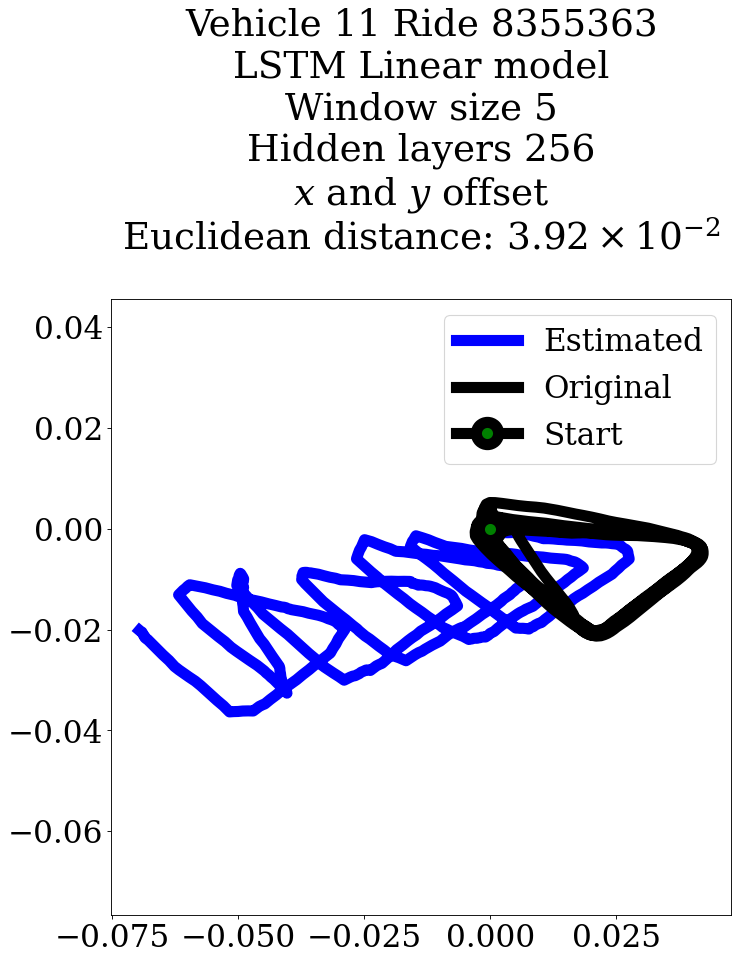 Vehicle 11 Ride 8355363
LSTM Linear model
Window size 5
Hidden layers 256
x and y offset
Euclidean distance: 3.92 × 10⁻²
Estimated
Original
Start
0.04
0.02
0.00
−0.02
−0.04
−0.06
−0.075 −0.050 −0.025 0.000 0.025